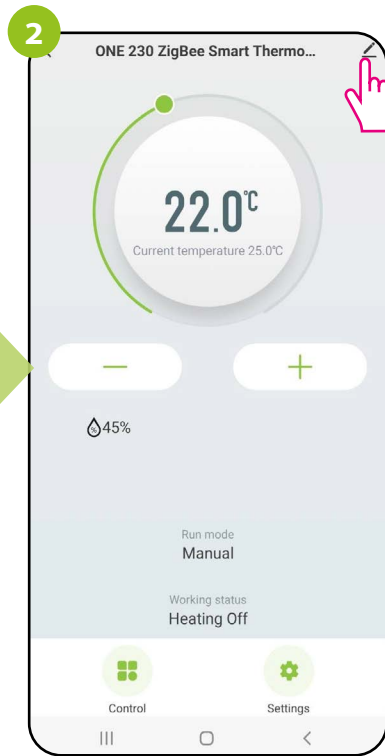 2
ONE 230 ZigBee Smart Thermo...
22.0°C
Current temperature 25.0°C
45%
Run mode
Manual
Working status
Heating Off
Control
Settings